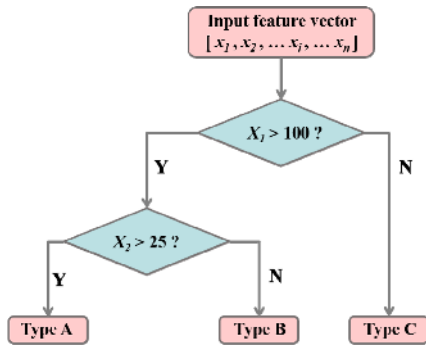 Input feature vector
[ x1 , x2 , ... xi , ... xn ]
X1 > 100 ?
Y
N
X2 > 25 ?
Y
N
Type A
Type B
Type C